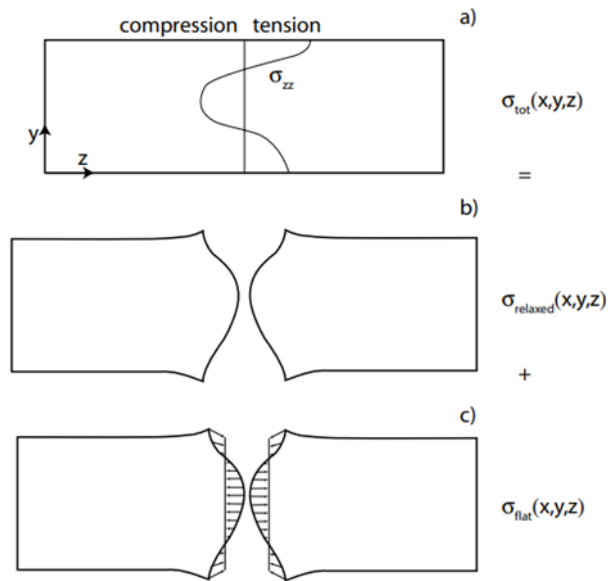 a)
compression tension
σzz
σtot(x,y,z)
y
z
=
b)
σrelaxed(x,y,z)
+
c)
σflat(x,y,z)